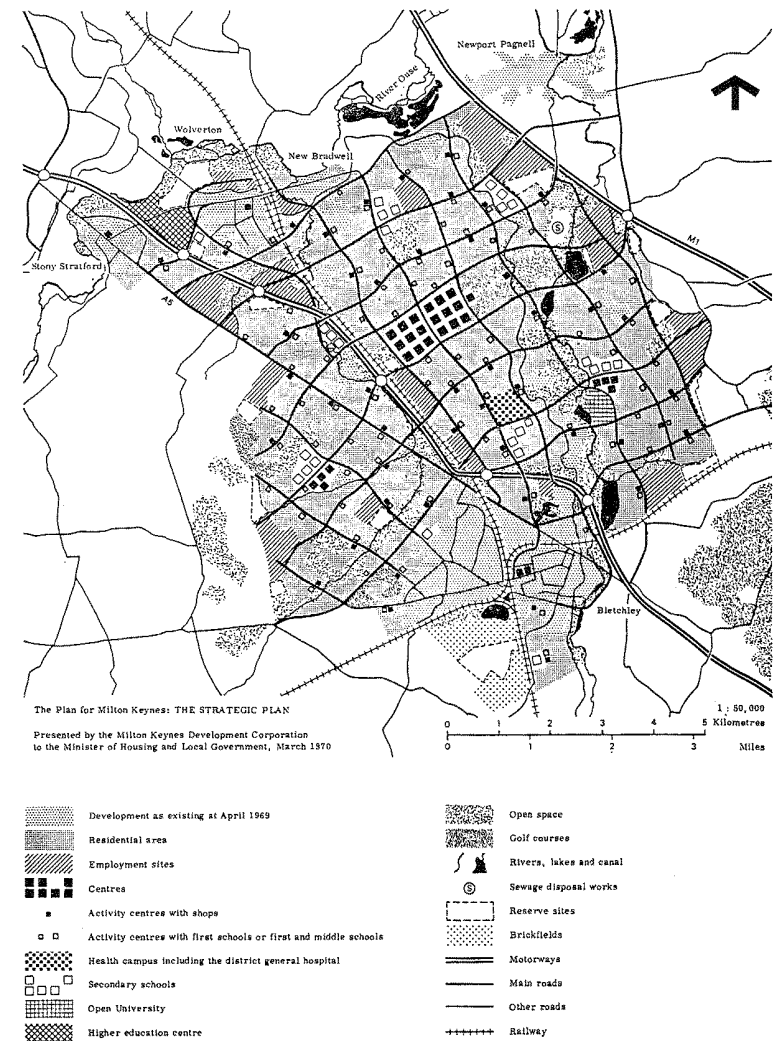 Newport Pagnell
River Ouse
Wolverton
New Bradwell
S
M1
Stony Stratford
A5
Bletchley
The Plan for Milton Keynes: THE STRATEGIC PLAN
Presented by the Milton Keynes Development Corporation
to the Minister of Housing and Local Government, March 1970
1 : 50,000
0 1 2 3 4 5 Kilometres
0 1 2 3 Miles
Development as existing at April 1969
Residential area
Employment sites
Centres
Activity centres with shops
Activity centres with first schools or first and middle schools
Health campus including the district general hospital
Secondary schools
Open University
Higher education centre
Open space
Golf courses
Rivers, lakes and canal
S Sewage disposal works
Reserve sites
Brickfields
Motorways
Main roads
Other roads
Railway